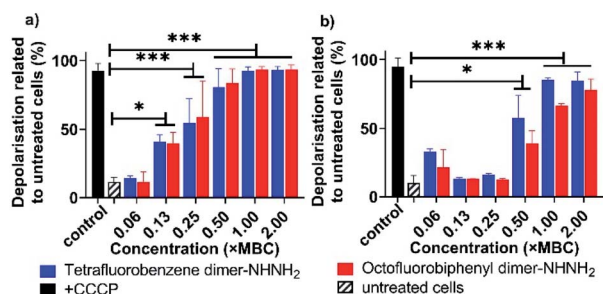 a)
Depolarisation related
to untreated cells (%)
100
50
0
***
***
*
control
0.06
0.13
0.25
0.50
1.00
2.00
Concentration (×MBC)
b)
Depolarisation related
to untreated cells (%)
100
50
0
***
*
control
0.06
0.13
0.25
0.50
1.00
2.00
Concentration (×MBC)
Tetrafluorobenzene dimer-NHNH₂
Octofluorobiphenyl dimer-NHNH₂
+CCCP
untreated cells